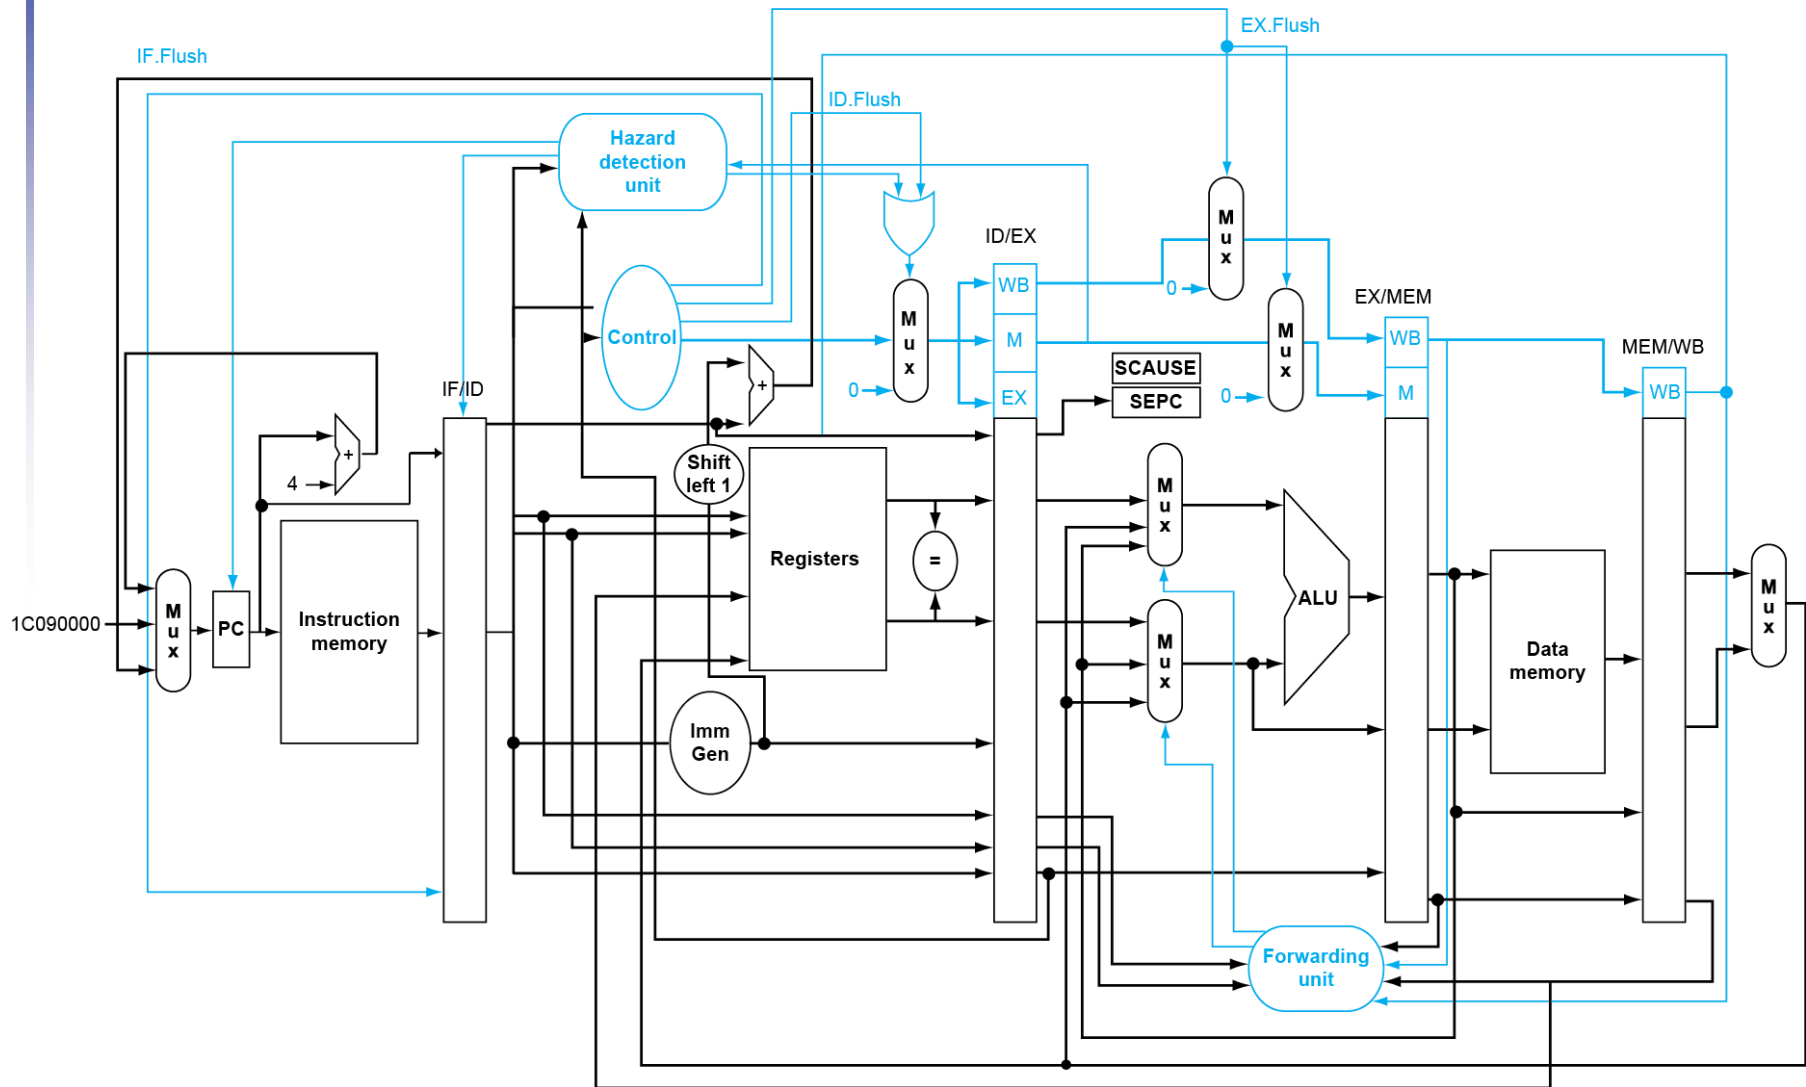 EX.Flush
IF.Flush
ID.Flush
Hazard
detection
unit
M
u
x
ID/EX
WB
0
M
u
x
EX/MEM
Control
M
M
u
x
WB
MEM/WB
SCAUSE
IF/ID
0
EX
SEPC
0
M
WB
+
+
4
Shift
left 1
M
u
x
Registers
=
1C090000
M
u
x
PC
Instruction
memory
M
u
x
ALU
Data
memory
M
u
x
Imm
Gen
Forwarding
unit